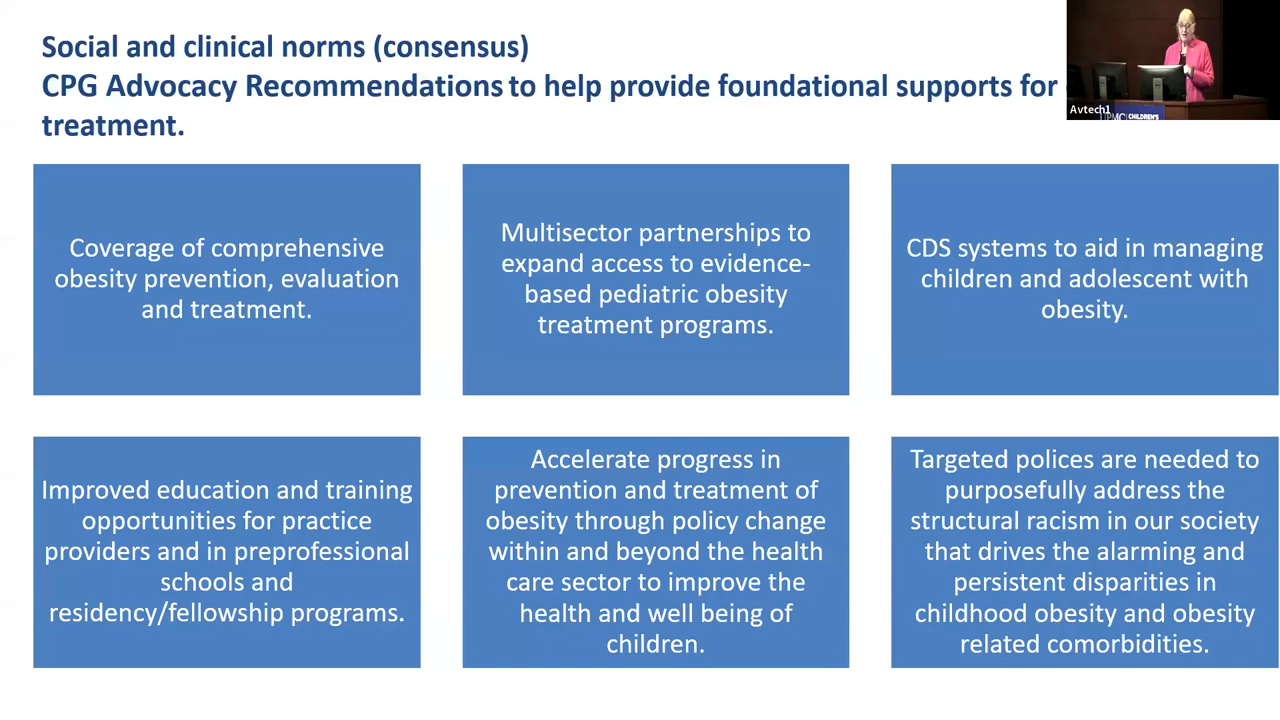 Social and clinical norms (consensus)
CPG Advocacy Recommendations to help provide foundational supports for
treatment.
Avtech1
CHILDREN'S
Coverage of comprehensive
obesity prevention, evaluation
and treatment.
Multisector partnerships to
expand access to evidence-
based pediatric obesity
treatment programs.
CDS systems to aid in managing
children and adolescent with
obesity.
Improved education and training
opportunities for practice
providers and in preprofessional
schools and
residency/fellowship programs.
Accelerate progress in
prevention and treatment of
obesity through policy change
within and beyond the health
care sector to improve the
health and well being of
children.
Targeted polices are needed to
purposefully address the
structural racism in our society
that drives the alarming and
persistent disparities in
childhood obesity and obesity
related comorbidities.